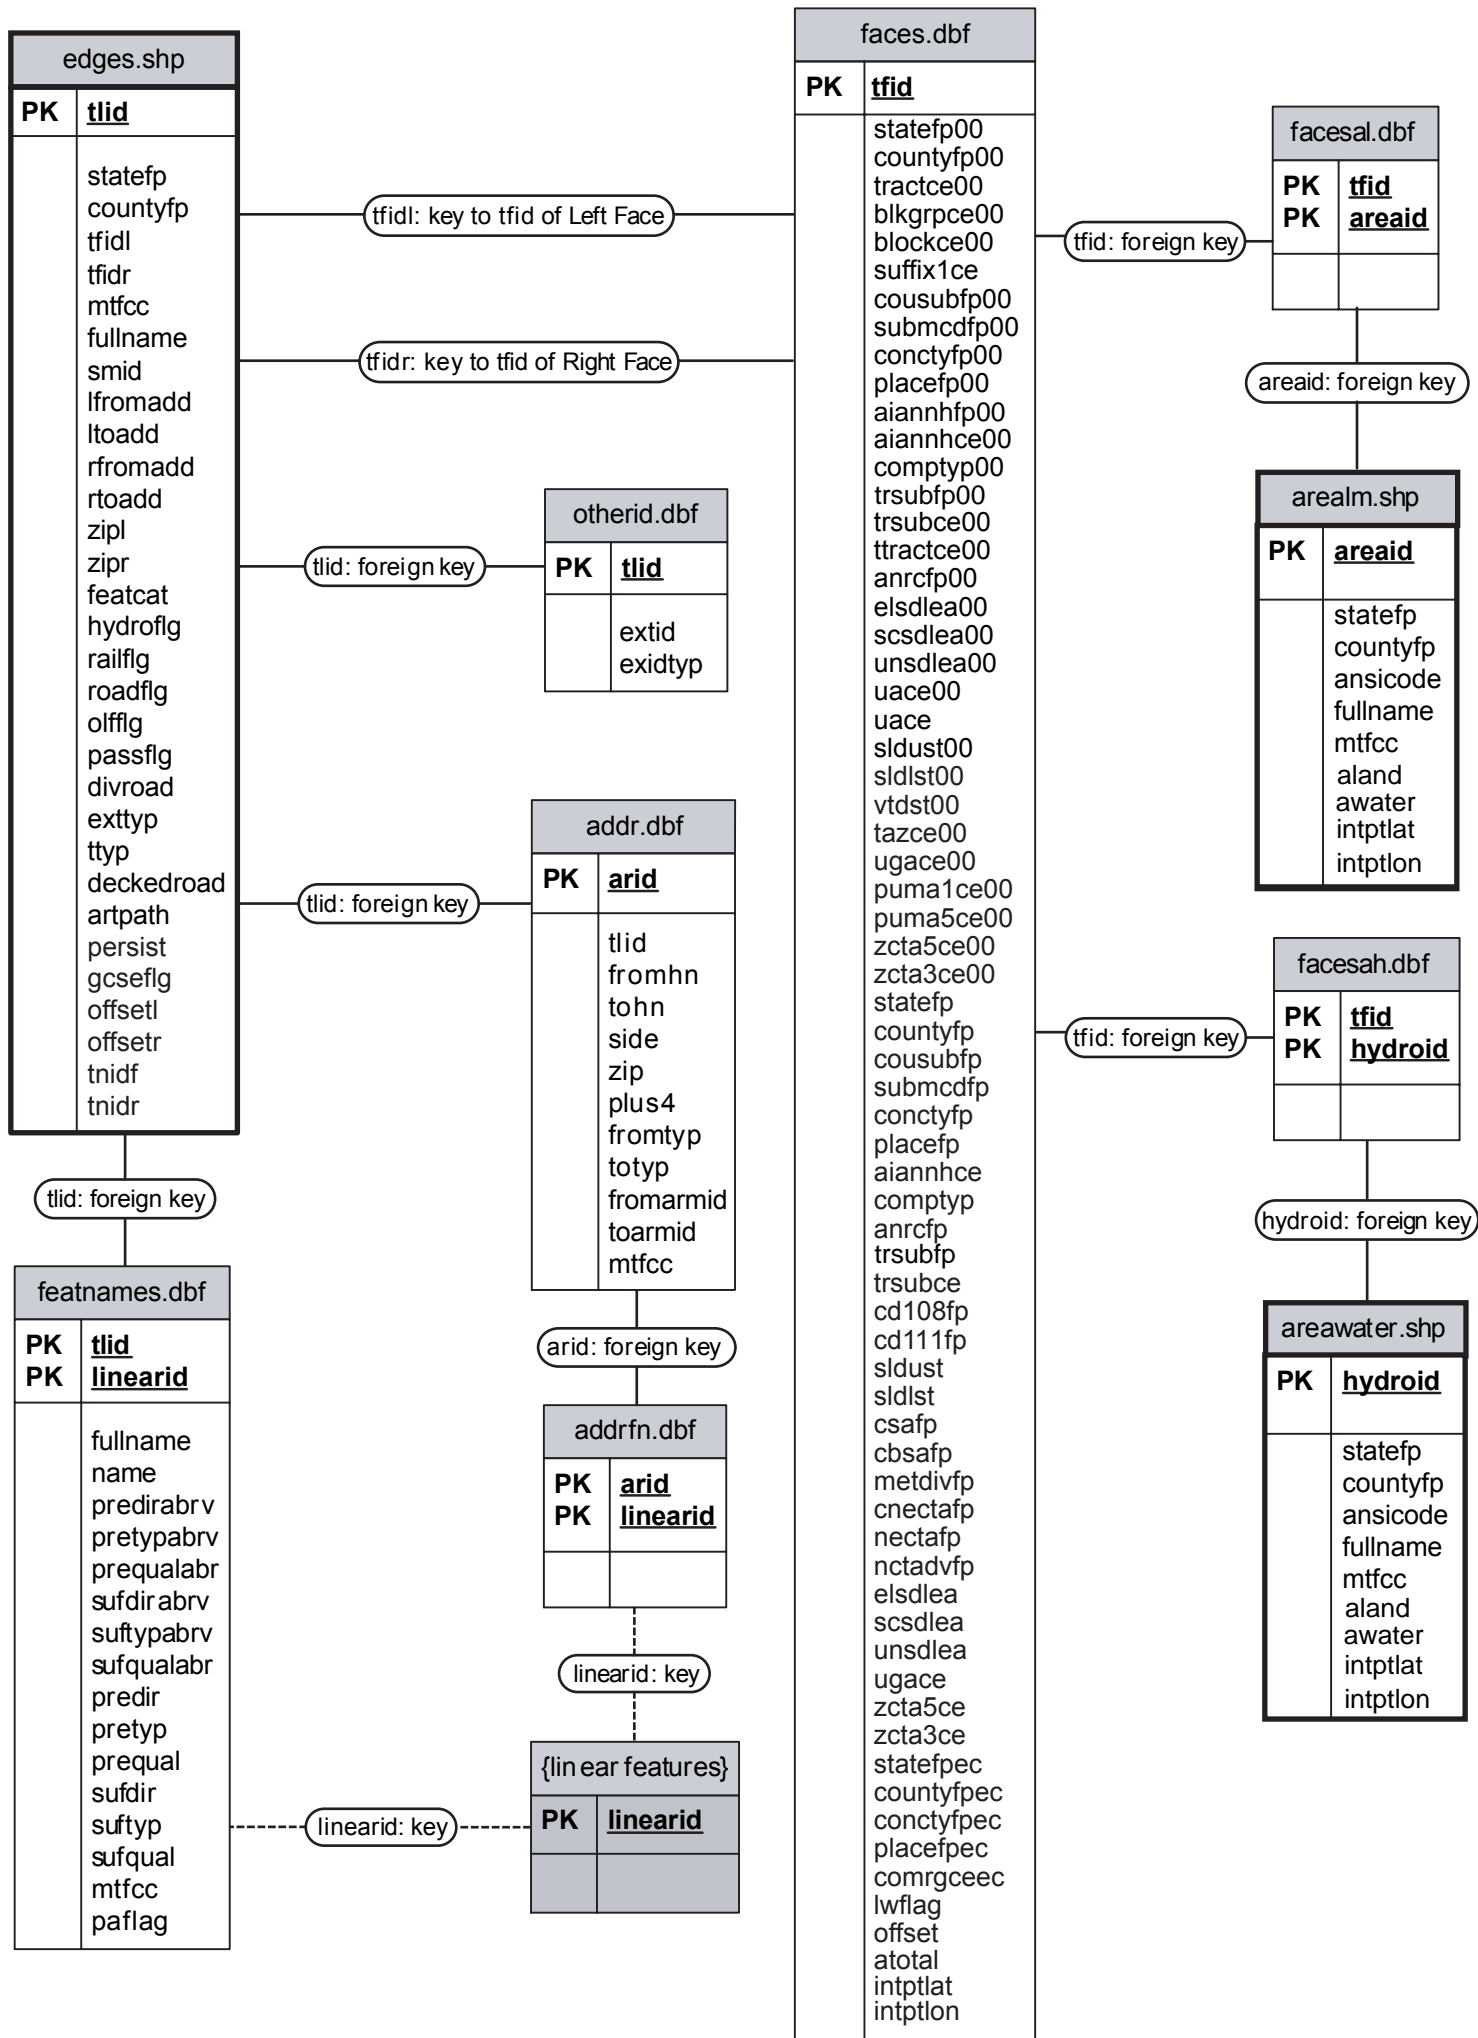 edges.shp
PK tlid
statefp
countyfp
tfidl
tfidr
mtfcc
fullname
smid
lfromadd
ltoadd
rfromadd
rtoadd
zipl
zipr
featcat
hydroflg
railflg
roadflg
olfflg
passflg
divroad
exttyp
ttyp
deckedroad
artpath
persist
gcseflg
offsetl
offsetr
tnidf
tnidr
tlid: foreign key
featnames.dbf
PK tlid
PK linearid
fullname
name
predirabrv
pretypabrv
prequalabr
sufdirabrv
suftypabrv
sufqualabr
predir
pretyp
prequal
sufdir
suftyp
sufqual
mtfcc
paflag
tfidl: key to tfid of Left Face
tfidr: key to tfid of Right Face
tlid: foreign key
otherid.dbf
PK tlid
extid
exidtyp
tlid: foreign key
addr.dbf
PK arid
tlid
fromhn
tohn
side
zip
plus4
fromtyp
totyp
fromarmid
toarmid
mtfcc
arid: foreign key
addrfn.dbf
PK arid
PK linearid
linearid: key
{linear features}
PK linearid
linearid: key
faces.dbf
PK tfid
statefp00
countyfp00
tractce00
blkgrpce00
blockce00
suffix1ce
cousubfp00
submcdfp00
conctyfp00
placefp00
aiannhfp00
aiannhce00
comptyp00
trsubfp00
trsubce00
ttractce00
anrcfp00
elsdlea00
scsdlea00
unsdlea00
uace00
uace
sldust00
sldlst00
vtdst00
tazce00
ugace00
puma1ce00
puma5ce00
zcta5ce00
zcta3ce00
statefp
countyfp
cousubfp
submcdfp
conctyfp
placefp
aiannhce
comptyp
anrcfp
trsubfp
trsubce
cd108fp
cd111fp
sldust
sldlst
csafp
cbsafp
metdivfp
cnectafp
nectafp
nctadvfp
elsdlea
scsdlea
unsdlea
ugace
zcta5ce
zcta3ce
statefpec
countyfpec
conctyfpec
placefpec
comrgceec
lwflag
offset
atotal
intptlat
intptlon
tfid: foreign key
facesal.dbf
PK tfid
PK areaid
areaid: foreign key
arealm.shp
PK areaid
statefp
countyfp
ansicode
fullname
mtfcc
aland
awater
intptlat
intptlon
tfid: foreign key
facesah.dbf
PK tfid
PK hydroid
hydroid: foreign key
areawater.shp
PK hydroid
statefp
countyfp
ansicode
fullname
mtfcc
aland
awater
intptlat
intptlon